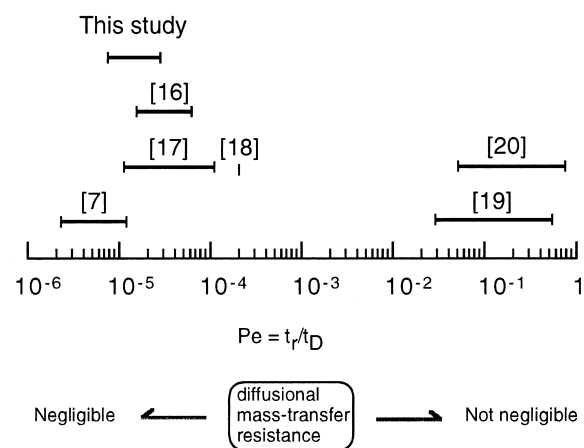 This study
[16]
[17] [18] [20]
[7] [19]
10⁻⁶ 10⁻⁵ 10⁻⁴ 10⁻³ 10⁻² 10⁻¹ 1
Pe = tᵣ/t_D
Negligible diffusional mass-transfer resistance Not negligible